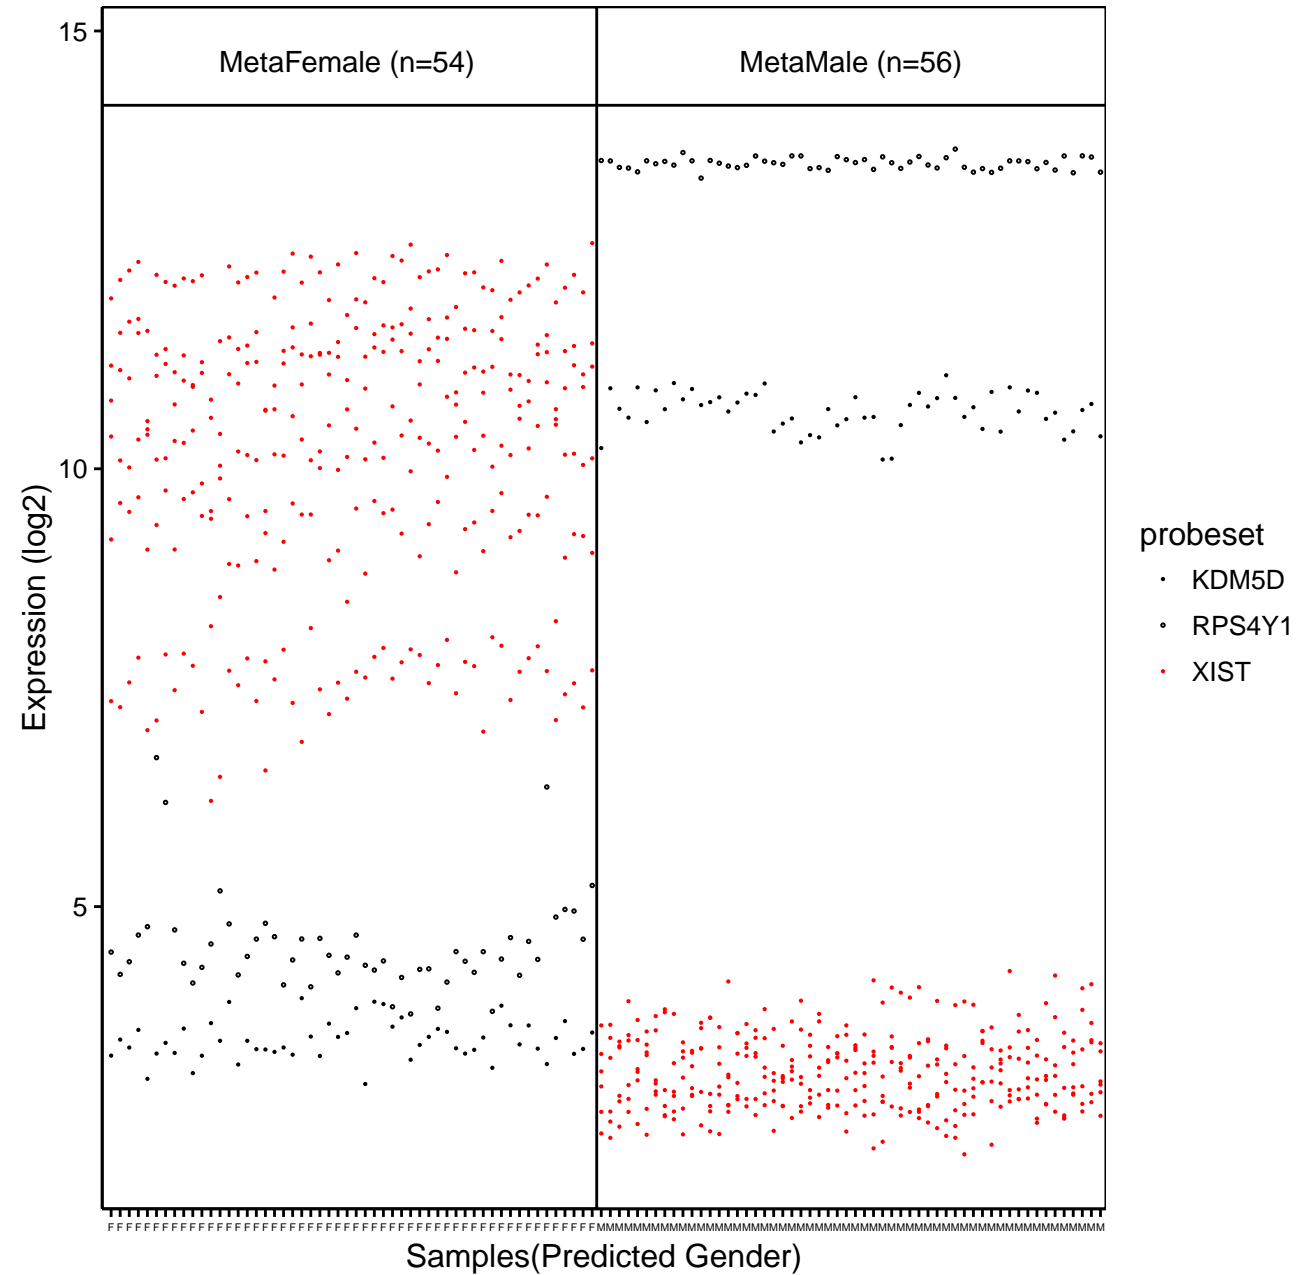 15
MetaFemale (n=54)
MetaMale (n=56)
10
5
Expression (log2)
probeset
KDM5D
RPS4Y1
XIST
F F F F F F F F F F F F F F F F F F F F F F F F F F F F F F F F F F F F F F F F F F F F F F F F F F F F F F M M M M M M M M M M M M M M M M M M M M M M M M M M M M M M M M M M M M M M M M M M M M M M M M M M M M M M M M
Samples(Predicted Gender)